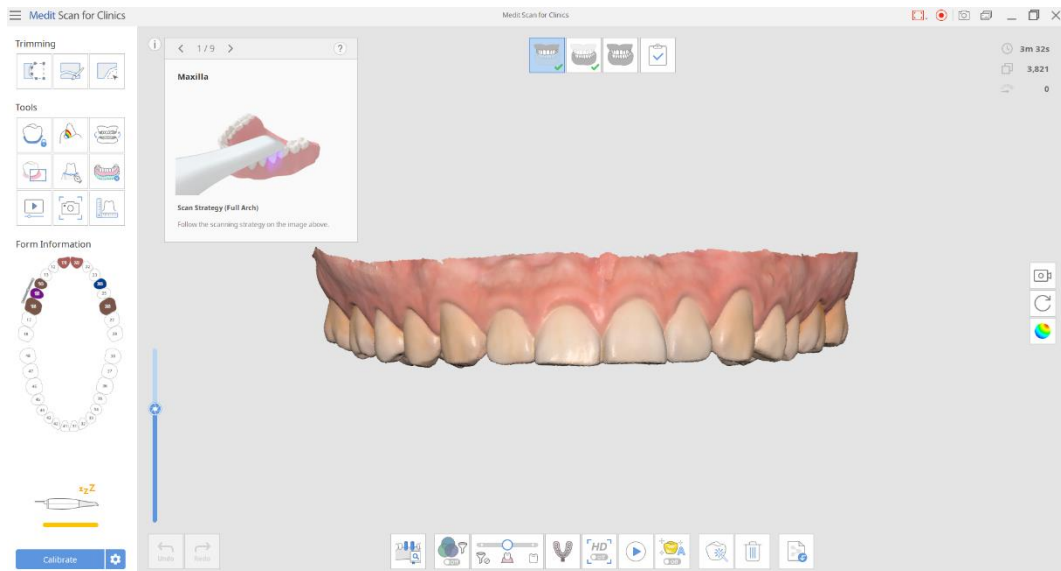 Medit Scan for Clinics
Medit Scan for Clinics
Trimming
Tools
Form Information
Calibrate
i
1 / 9
?
Maxilla
Scan Strategy (Full Arch)
Follow the scanning strategy on the image above.
3m 32s
3,821
0
zzZ
Undo
Redo
HD
A